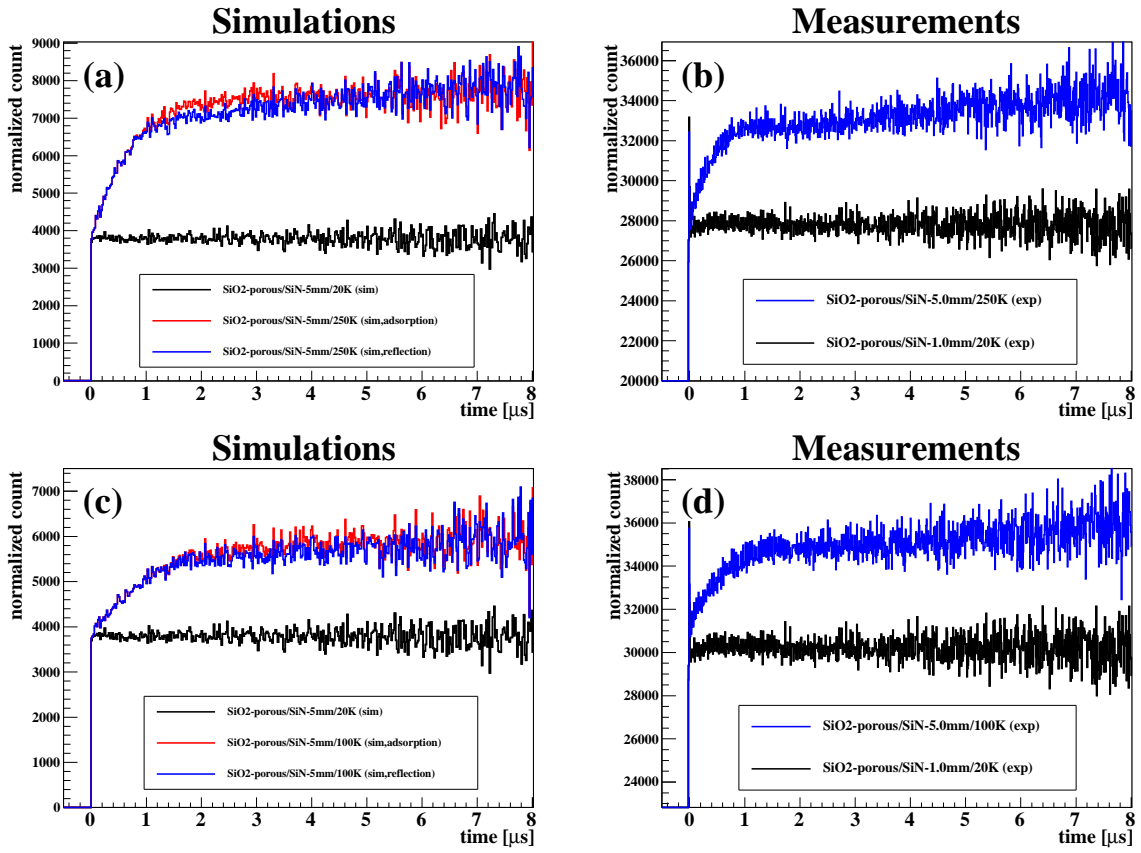 Simulations
Measurements
(a)
normalized count
9000
8000
7000
6000
5000
4000
3000
2000
1000
0
SiO2-porous/SiN-5mm/20K (sim)
SiO2-porous/SiN-5mm/250K (sim,adsorption)
SiO2-porous/SiN-5mm/250K (sim,reflection)
0 1 2 3 4 5 6 7 8
time [μs]
(b)
normalized count
36000
34000
32000
30000
28000
26000
24000
22000
20000
SiO2-porous/SiN-5.0mm/250K (exp)
SiO2-porous/SiN-1.0mm/20K (exp)
0 1 2 3 4 5 6 7 8
time [μs]
Simulations
Measurements
(c)
normalized count
7000
6000
5000
4000
3000
2000
1000
0
SiO2-porous/SiN-5mm/20K (sim)
SiO2-porous/SiN-5mm/100K (sim,adsorption)
SiO2-porous/SiN-5mm/100K (sim,reflection)
0 1 2 3 4 5 6 7 8
time [μs]
(d)
normalized count
38000
36000
34000
32000
30000
28000
26000
24000
SiO2-porous/SiN-5.0mm/100K (exp)
SiO2-porous/SiN-1.0mm/20K (exp)
0 1 2 3 4 5 6 7 8
time [μs]